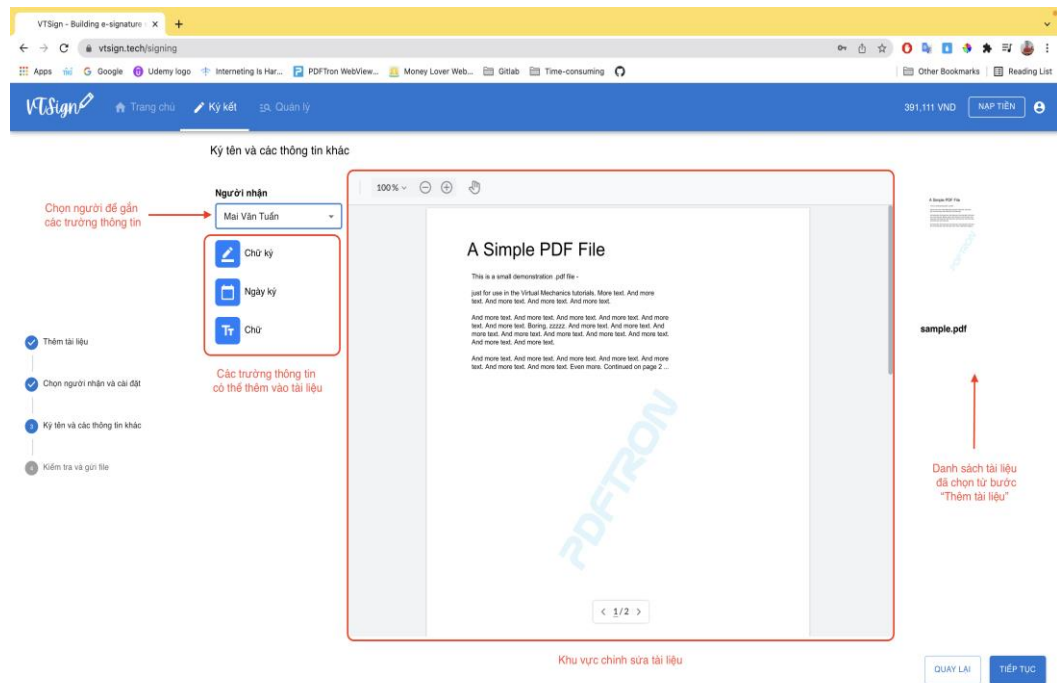 VTSign - Building e-signature
vtsign.tech/signing
Apps
Google
Udemy logo
Interneting Is Har...
PDFTron WebView...
Money Lover Web...
Gitlab
Time-consuming
Other Bookmarks
Reading List
VTSign
Trang chủ
Ký kết
Quản lý
391,111 VND
NẠP TIỀN
Ký tên và các thông tin khác
Chọn người để gắn
các trường thông tin
Người nhận
Mai Văn Tuấn
Chữ ký
Ngày ký
Tт Chữ
Các trường thông tin
có thể thêm vào tài liệu
Thêm tài liệu
Chọn người nhận và cài đặt
3 Ký tên và các thông tin khác
4 Kiểm tra và gửi file
100%
A Simple PDF File
This is a small demonstration .pdf file -
just for use in the Virtual Mechanics tutorials. More text. And more
text. And more text. And more text. And more text.
And more text. And more text. And more text. And more text. And more
text. And more text. Boring, zzzzz. And more text. And more text. And
more text. And more text. And more text. And more text. And more text.
And more text. And more text.
And more text. And more text. And more text. And more text. And more
text. And more text. And more text. Even more. Continued on page 2 ...
PDFTRON
< 1/2 >
Khu vực chỉnh sửa tài liệu
A Simple PDF File
PDFTRON
sample.pdf
Danh sách tài liệu
đã chọn từ bước
"Thêm tài liệu"
QUAY LẠI
TIẾP TỤC